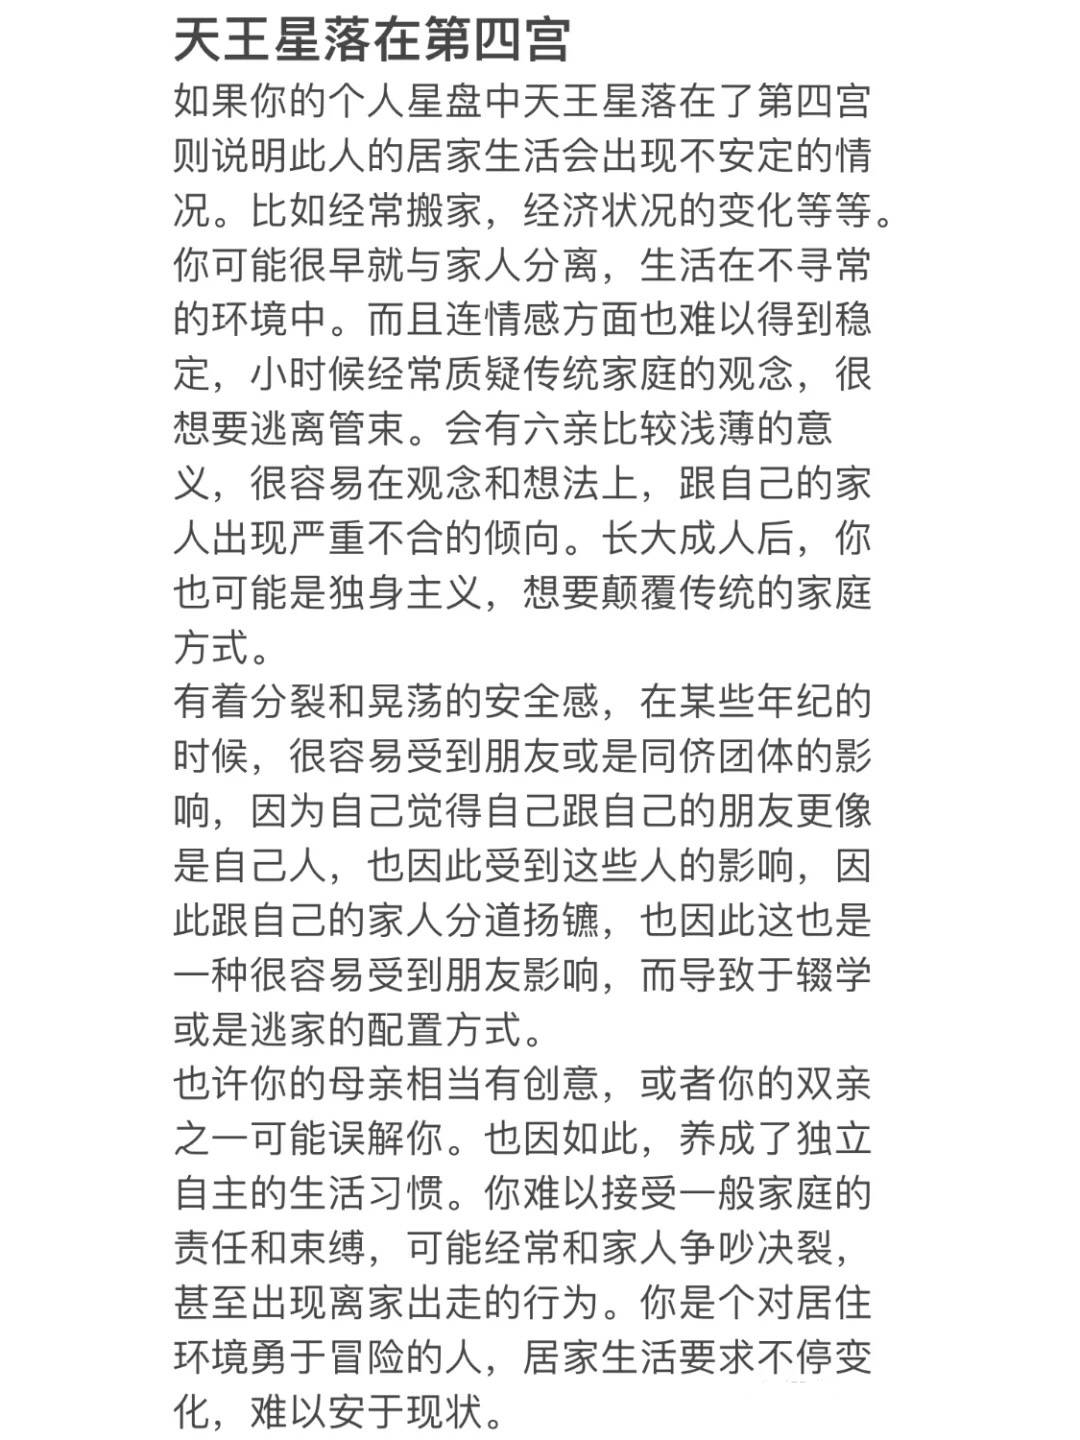 天王星落在第四宫
如果你的个人星盘中天王星落在了第四宫
则说明此人的居家生活会出现不安定的情
况。比如经常搬家，经济状况的变化等等。
你可能很早就与家人分离，生活在不寻常
的环境中。而且连情感方面也难以得到稳
定，小时候经常质疑传统家庭的观念，很
想要逃离管束。会有六亲比较浅薄的意
义，很容易在观念和想法上，跟自己的家
人出现严重不合的倾向。长大成人后，你
也可能是独身主义，想要颠覆传统的家庭
方式。
有着分裂和晃荡的安全感，在某些年纪的
时候，很容易受到朋友或是同侪团体的影
响，因为自己觉得自己跟自己的朋友更像
是自己人，也因此受到这些人的影响，因
此跟自己的家人分道扬镳，也因此这也是
一种很容易受到朋友影响，而导致于辍学
或是逃家的配置方式。
也许你的母亲相当有创意，或者你的双亲
之一可能误解你。也因如此，养成了独立
自主的生活习惯。你难以接受一般家庭的
责任和束缚，可能经常和家人争吵决裂，
甚至出现离家出走的行为。你是个对居住
环境勇于冒险的人，居家生活要求不停变
化，难以安于现状。